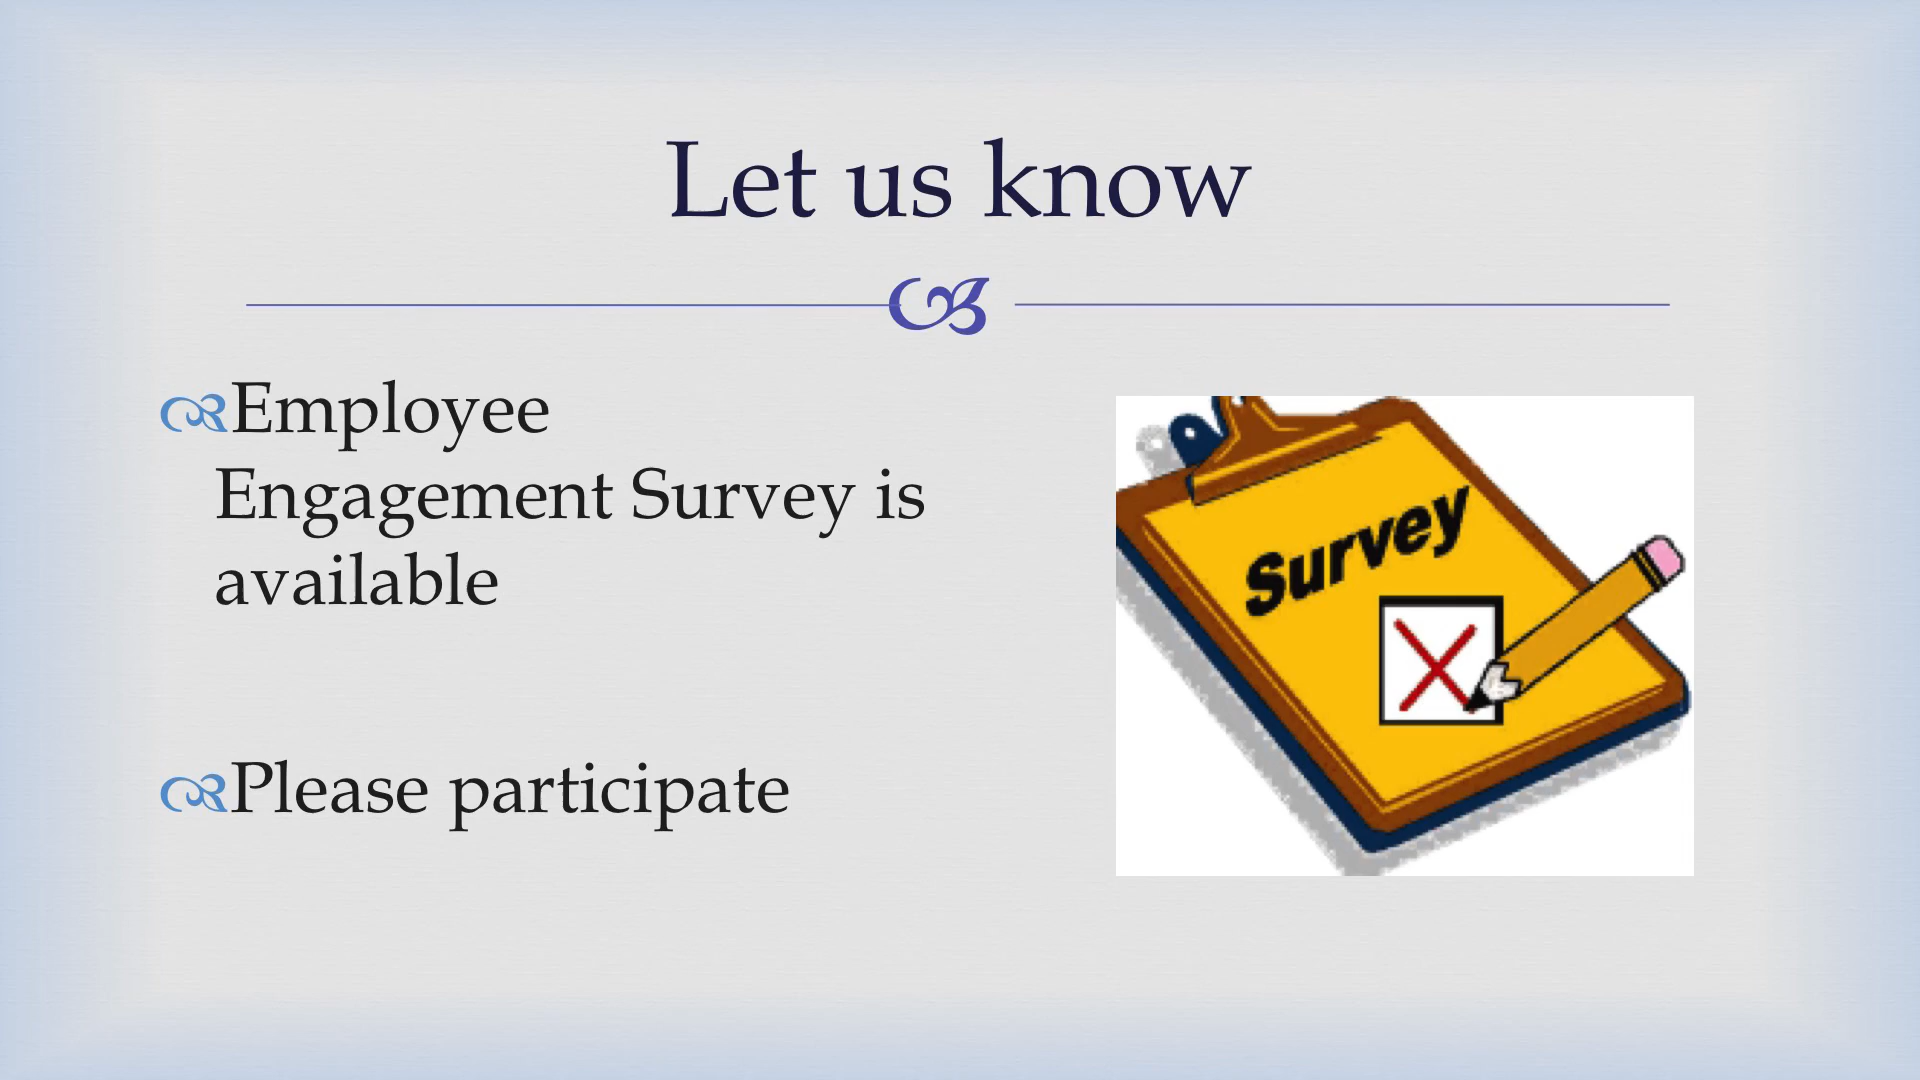 Let us know
Employee
Engagement Survey is
available
Please participate
Survey